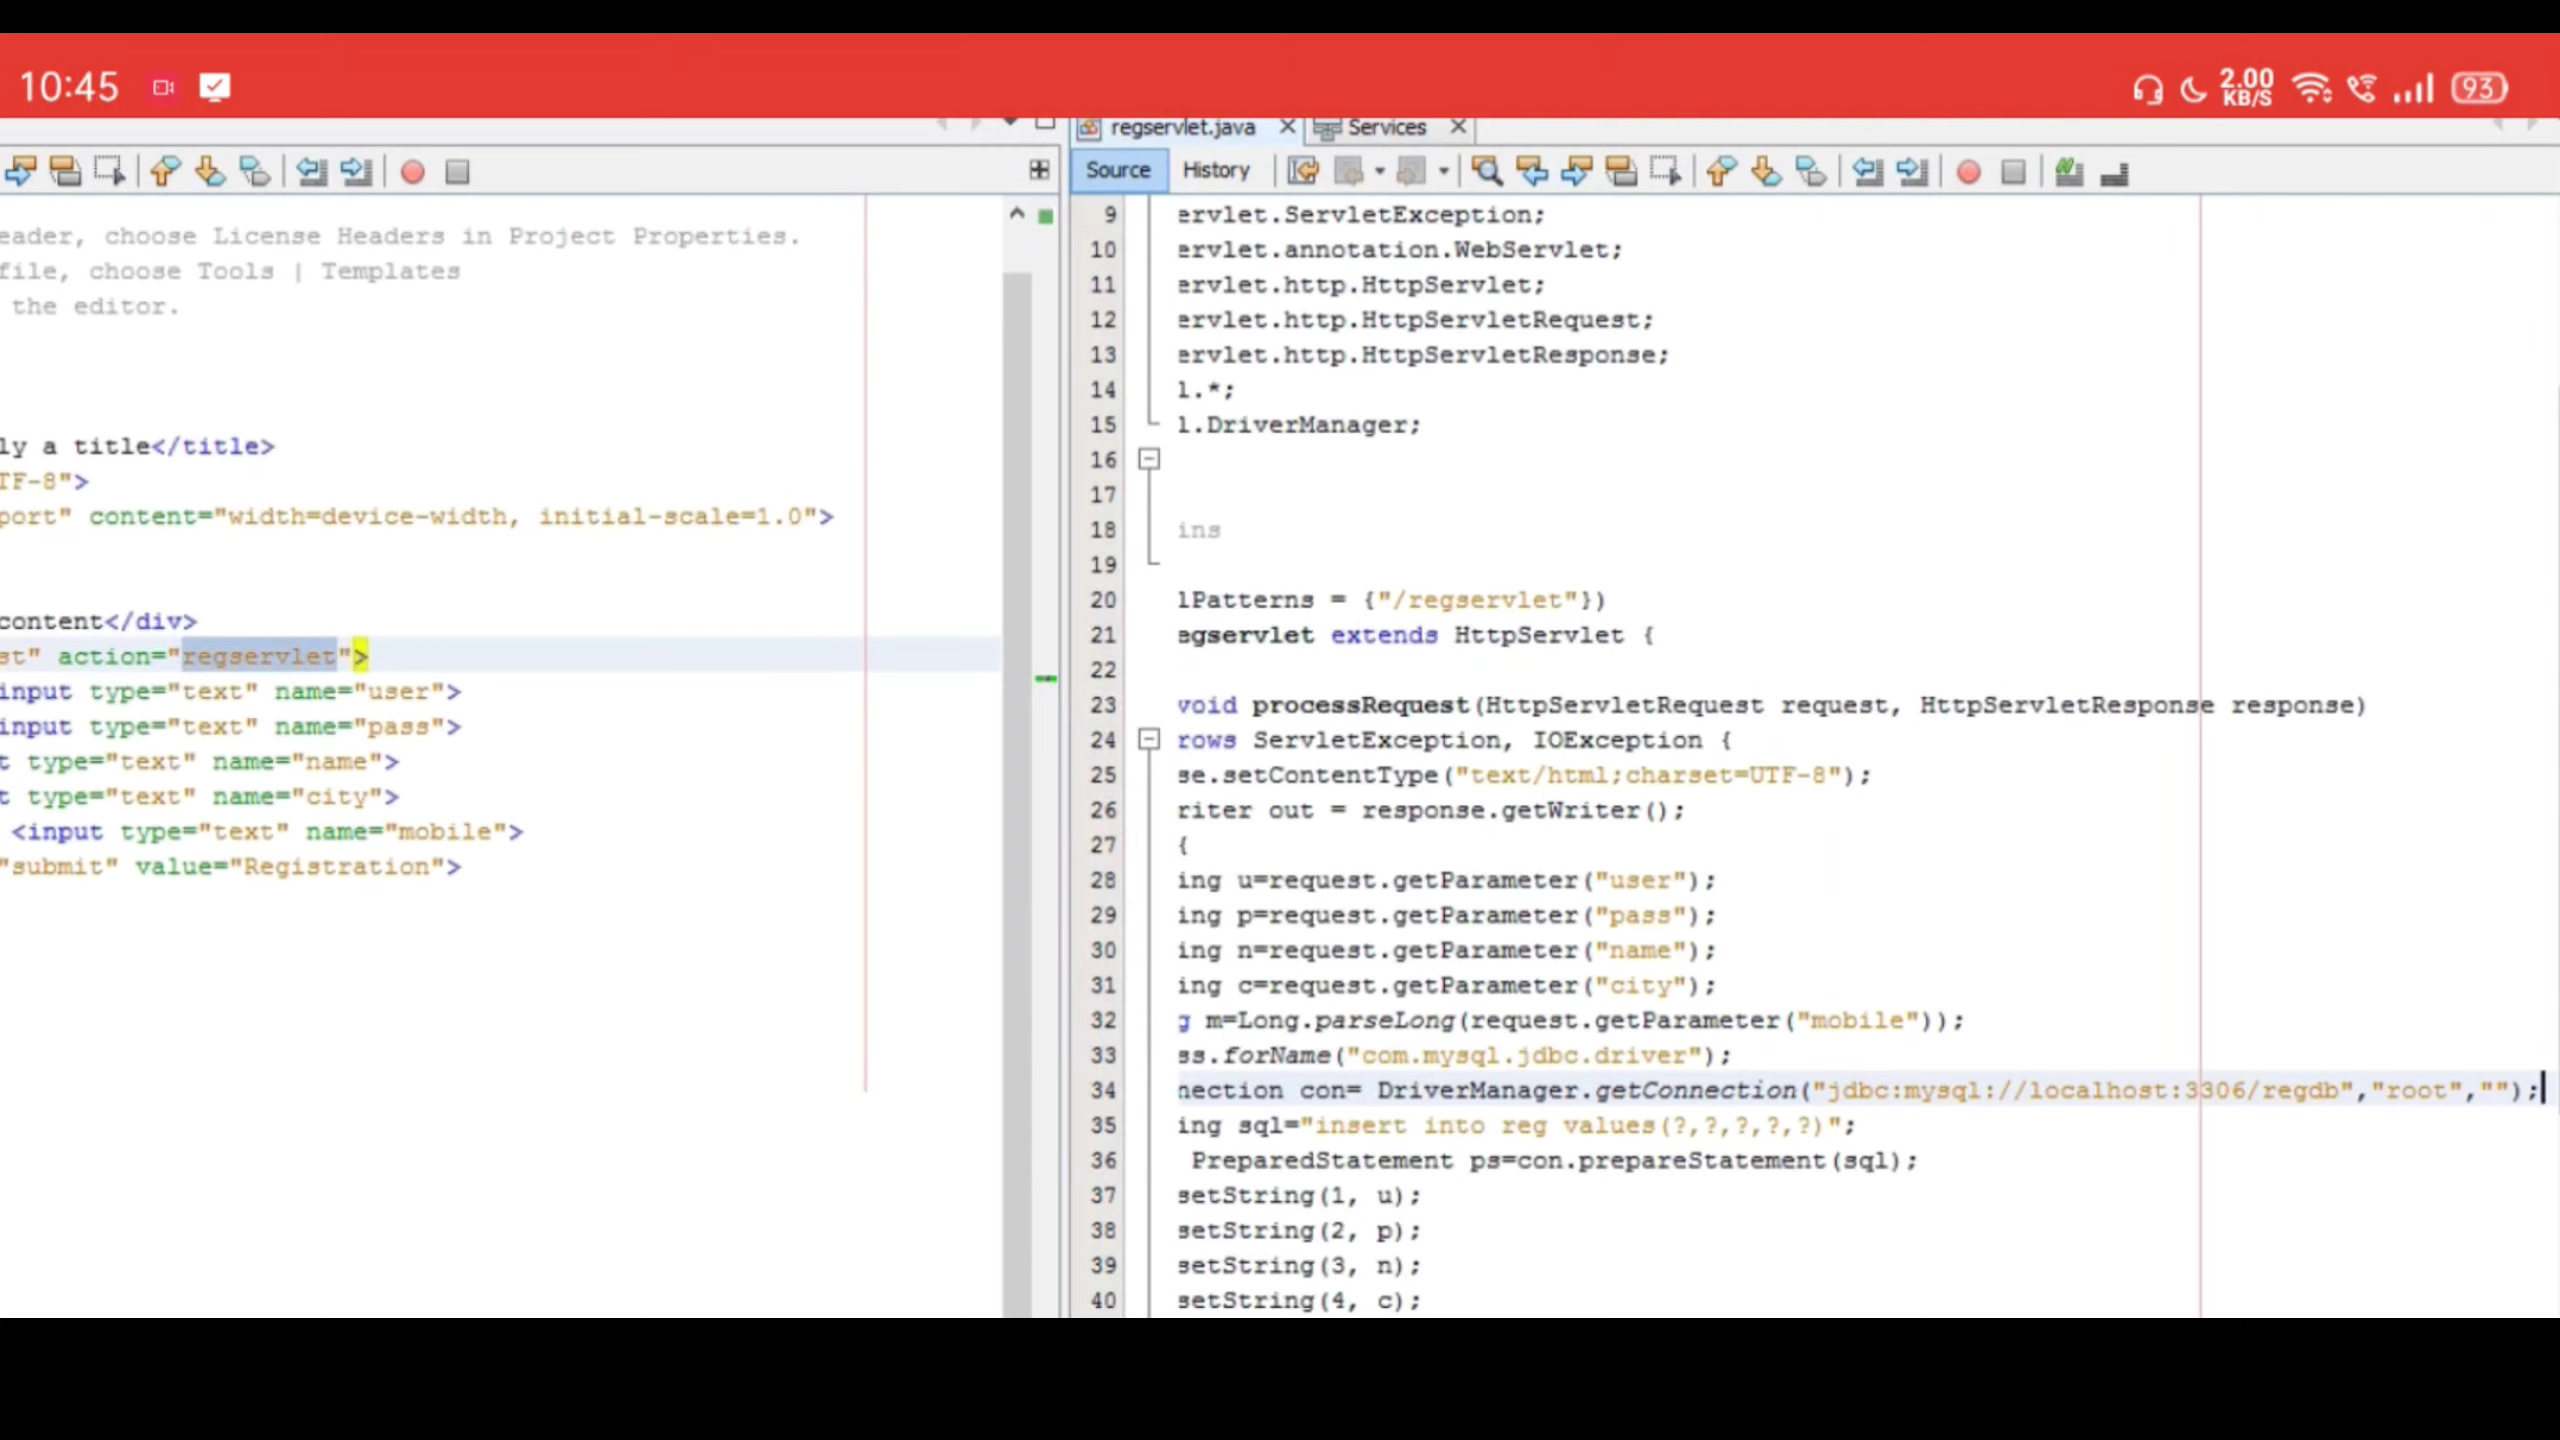 10:45 2.00 KB/S 93
regservlet.java Services
Source History
eader, choose License Headers in Project Properties.
file, choose Tools | Templates
the editor.
ly a title</title>
TF-8">
port" content="width=device-width, initial-scale=1.0">
content</div>
st" action="regservlet">
input type="text" name="user">
input type="text" name="pass">
t type="text" name="name">
t type="text" name="city">
<input type="text" name="mobile">
"submit" value="Registration">
9 ervlet.ServletException;
10 ervlet.annotation.WebServlet;
11 ervlet.http.HttpServlet;
12 ervlet.http.HttpServletRequest;
13 ervlet.http.HttpServletResponse;
14 l.*;
15 l.DriverManager;
16
17
18 ins
19
20 lPatterns = {"/regservlet"})
21 egservlet extends HttpServlet {
22
23 void processRequest(HttpServletRequest request, HttpServletResponse response)
24 rows ServletException, IOException {
25 se.setContentType("text/html;charset=UTF-8");
26 riter out = response.getWriter();
27 {
28 ing u=request.getParameter("user");
29 ing p=request.getParameter("pass");
30 ing n=request.getParameter("name");
31 ing c=request.getParameter("city");
32 g m=Long.parseLong(request.getParameter("mobile"));
33 ss.forName("com.mysql.jdbc.driver");
34 nection con= DriverManager.getConnection("jdbc:mysql://localhost:3306/regdb","root","");
35 ing sql="insert into reg values(?,?,?,?,?)";
36 PreparedStatement ps=con.prepareStatement(sql);
37 setString(1, u);
38 setString(2, p);
39 setString(3, n);
40 setString(4, c);